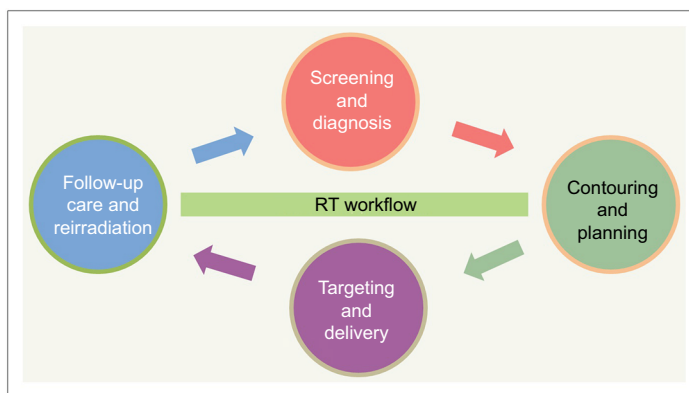 Screening
and
diagnosis
Follow-up
care and
reirradiation
RT workflow
Contouring
and
planning
Targeting
and
delivery